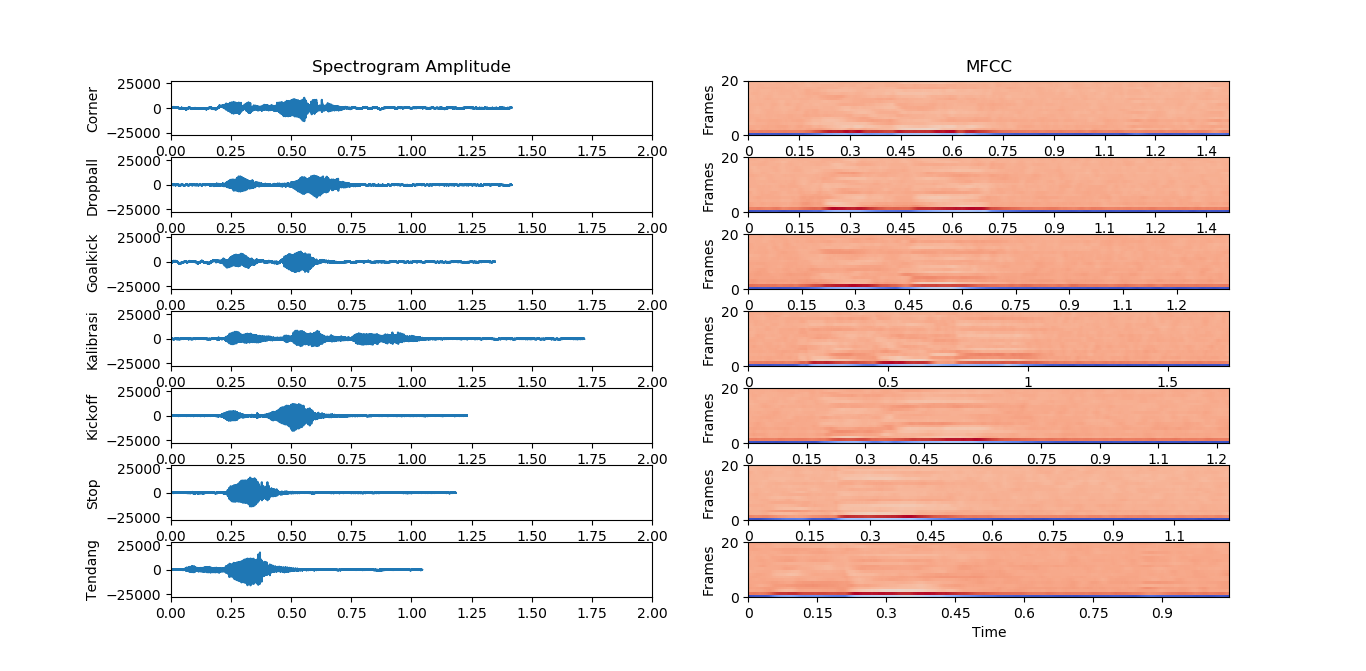 Spectrogram Amplitude MFCC
Corner 25000 0 −25000 0.00 0.25 0.50 0.75 1.00 1.25 1.50 1.75 2.00
Frames 20 0 0 0.15 0.3 0.45 0.6 0.75 0.9 1.1 1.2 1.4
Dropball 25000 0 −25000 0.00 0.25 0.50 0.75 1.00 1.25 1.50 1.75 2.00
Frames 20 0 0 0.15 0.3 0.45 0.6 0.75 0.9 1.1 1.2 1.4
Goalkick 25000 0 −25000 0.00 0.25 0.50 0.75 1.00 1.25 1.50 1.75 2.00
Frames 20 0 0 0.15 0.3 0.45 0.6 0.75 0.9 1.1 1.2
Kalibrasi 25000 0 −25000 0.00 0.25 0.50 0.75 1.00 1.25 1.50 1.75 2.00
Frames 20 0 0 0.5 1 1.5
Kickoff 25000 0 −25000 0.00 0.25 0.50 0.75 1.00 1.25 1.50 1.75 2.00
Frames 20 0 0 0.15 0.3 0.45 0.6 0.75 0.9 1.1 1.2
Stop 25000 0 −25000 0.00 0.25 0.50 0.75 1.00 1.25 1.50 1.75 2.00
Frames 20 0 0 0.15 0.3 0.45 0.6 0.75 0.9 1.1
Tendang 25000 0 −25000 0.00 0.25 0.50 0.75 1.00 1.25 1.50 1.75 2.00
Frames 20 0 0 0.15 0.3 0.45 0.6 0.75 0.9
Time